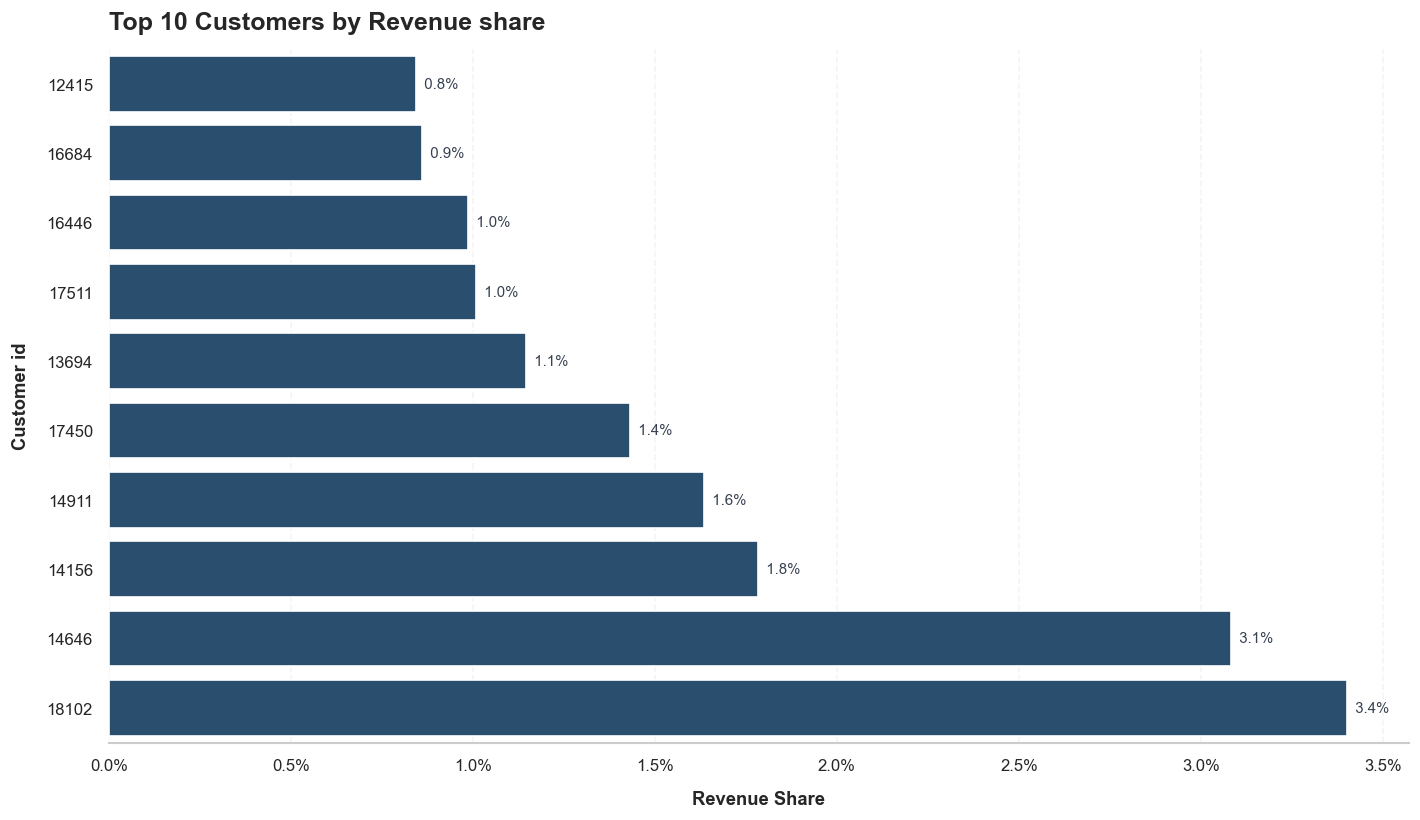 Top 10 Customers by Revenue share
Customer id
12415 0.8%
16684 0.9%
16446 1.0%
17511 1.0%
13694 1.1%
17450 1.4%
14911 1.6%
14156 1.8%
14646 3.1%
18102 3.4%
0.0% 0.5% 1.0% 1.5% 2.0% 2.5% 3.0% 3.5%
Revenue Share